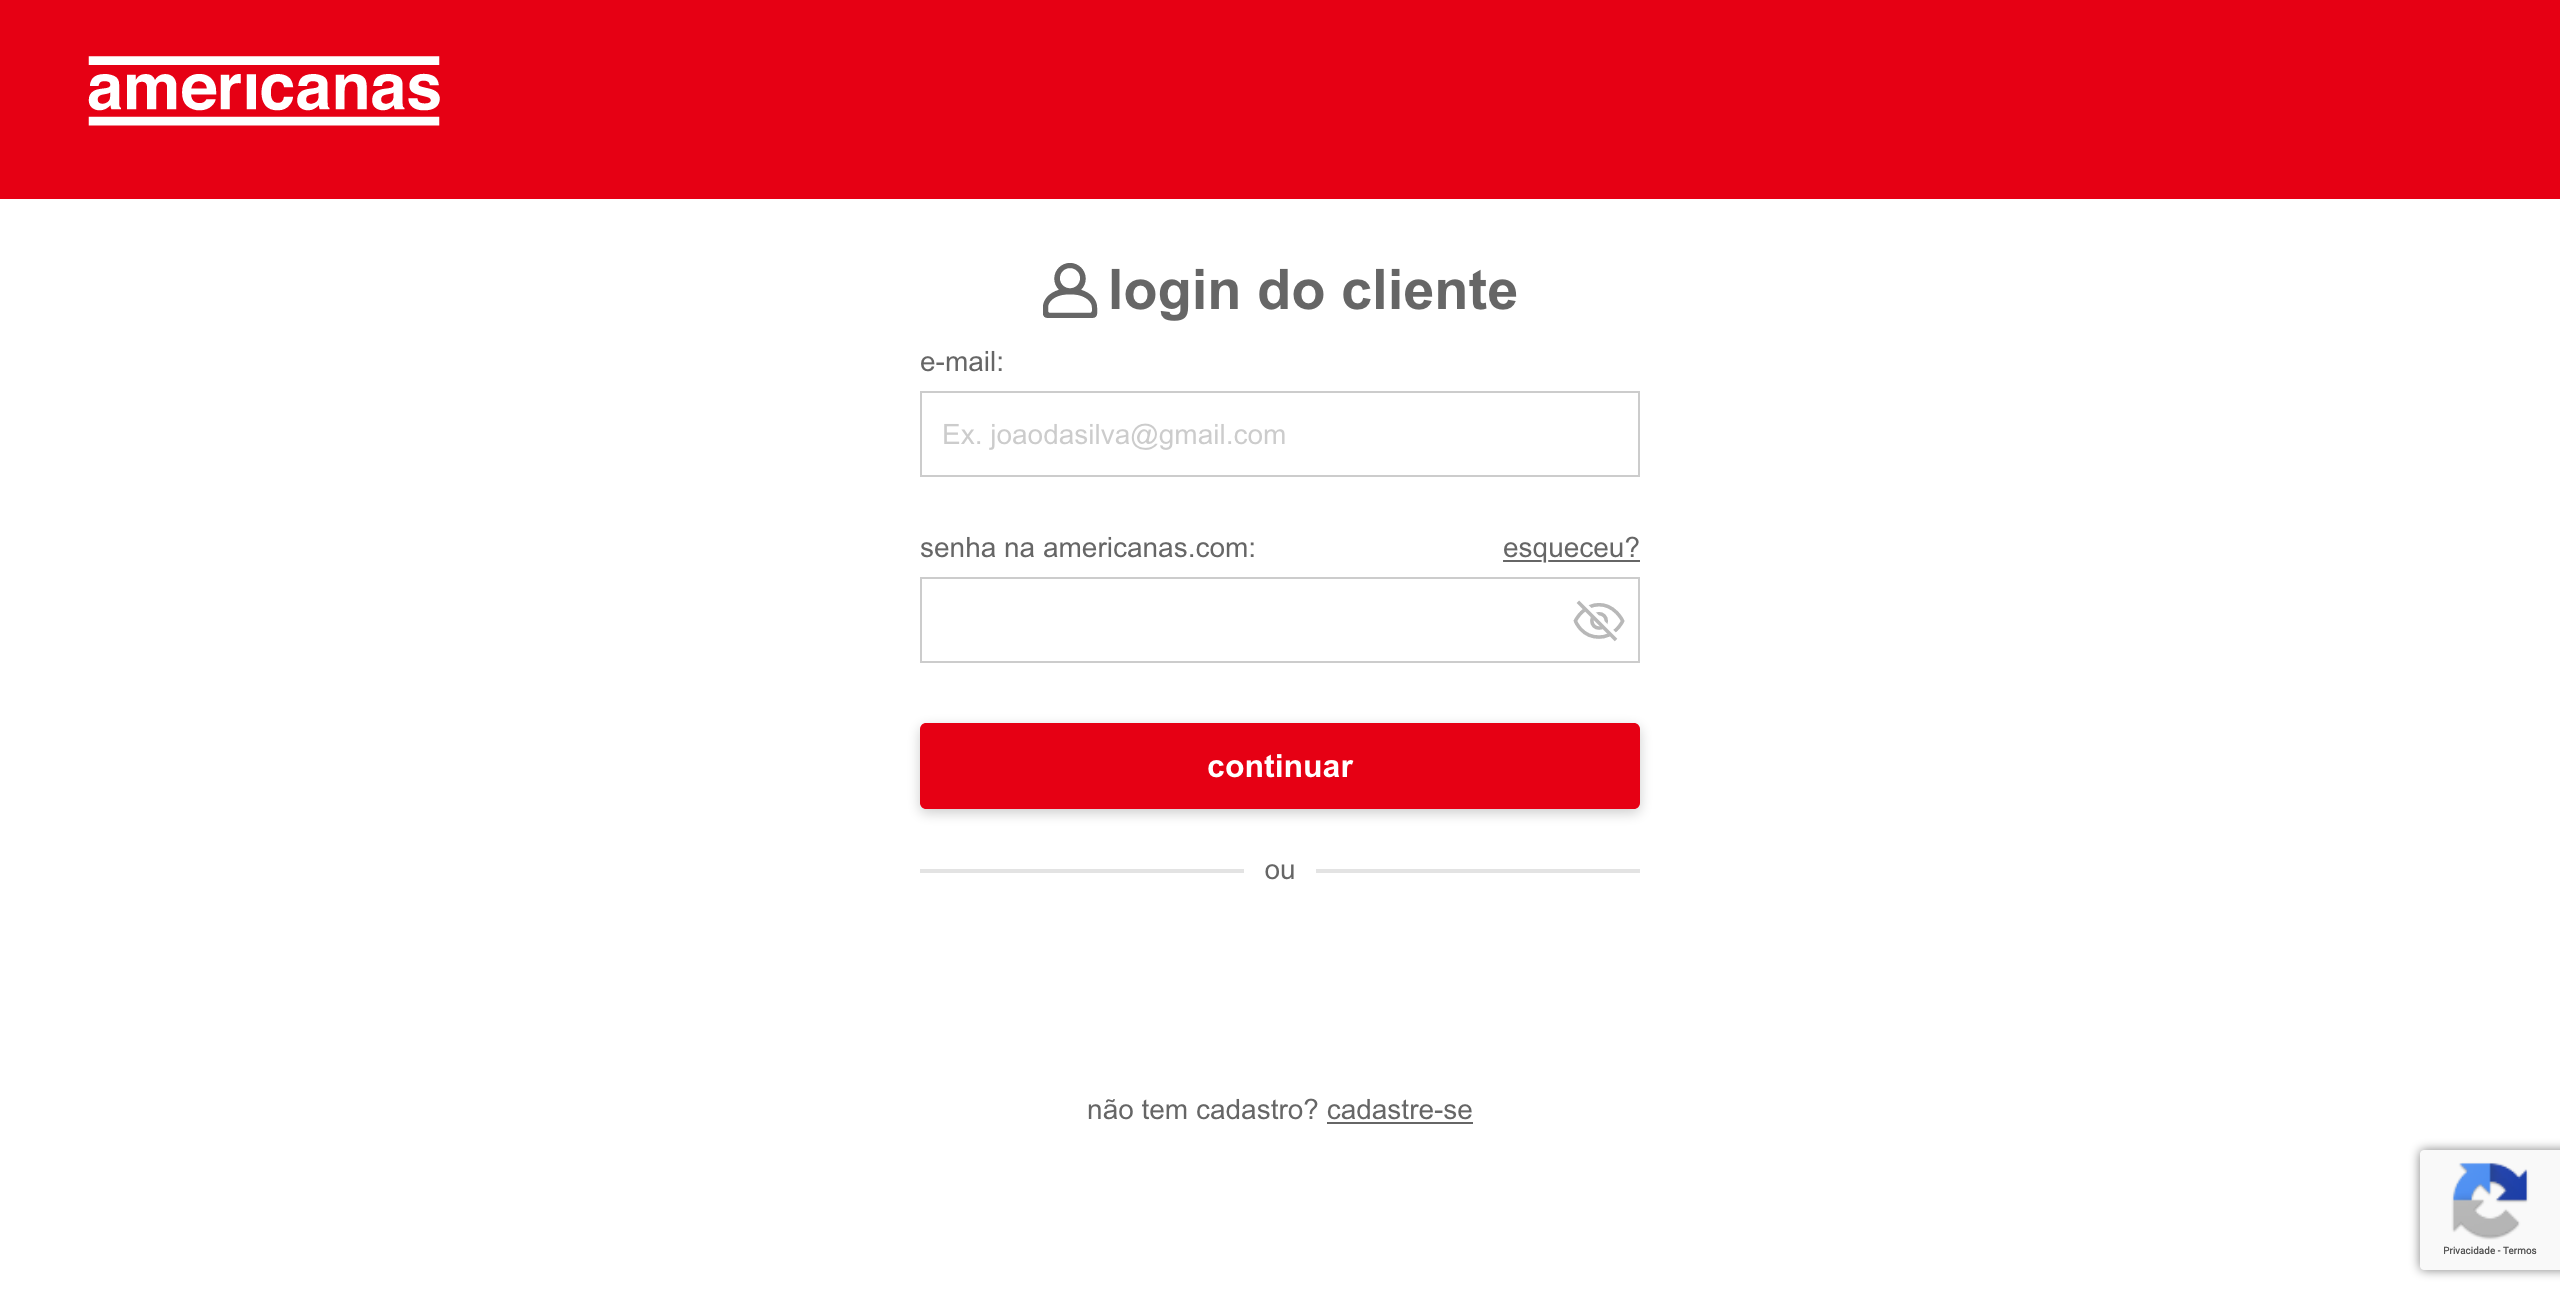 americanas
login do cliente
e-mail:
Ex. joaodasilva@gmail.com
senha na americanas.com: esqueceu?
continuar
ou
não tem cadastro? cadastre-se
Privacidade - Termos